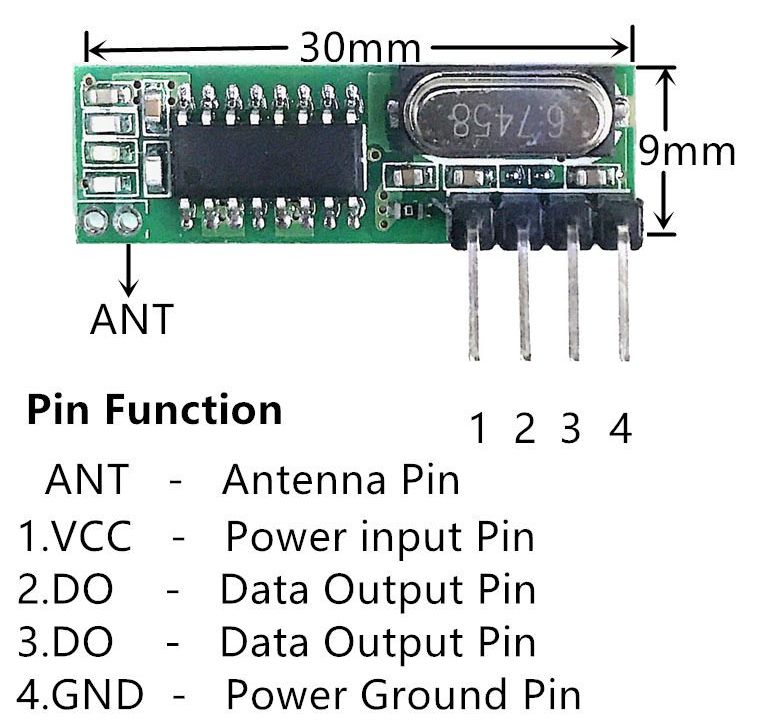 30mm
6.7458
9mm
ANT
Pin Function
1 2 3 4
ANT - Antenna Pin
1.VCC - Power input Pin
2.DO - Data Output Pin
3.DO - Data Output Pin
4.GND - Power Ground Pin